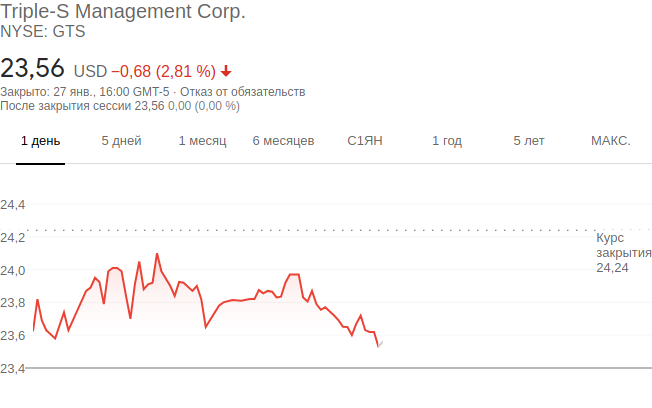 Triple-S Management Corp.
NYSE: GTS
23,56 USD −0,68 (2,81 %)
Закрыто: 27 янв., 16:00 GMT-5 · Отказ от обязательств
После закрытия сессии 23,56 0,00 (0,00 %)
1 день 5 дней 1 месяц 6 месяцев С1ЯН 1 год 5 лет МАКС.
24,4
24,2
Курс
закрытия
24,24
24,0
23,8
23,6
23,4